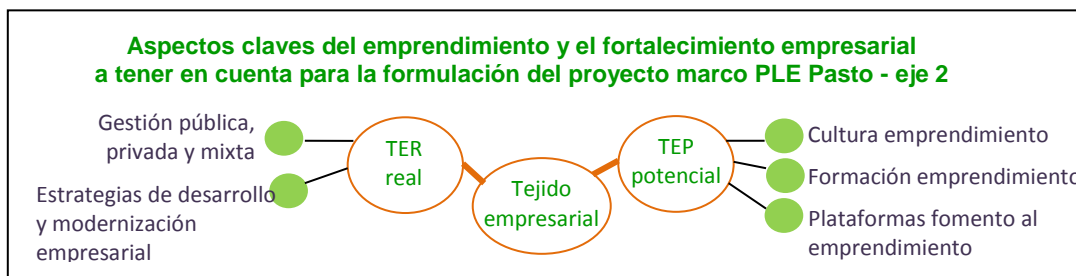 Aspectos claves del emprendimiento y el fortalecimiento empresarial
a tener en cuenta para la formulación del proyecto marco PLE Pasto - eje 2
Gestión pública,
privada y mixta
Estrategias de desarrollo
y modernización
empresarial
TER
real
Tejido
empresarial
TEP
potencial
Cultura emprendimiento
Formación emprendimiento
Plataformas fomento al
emprendimiento